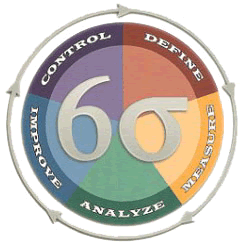 CONTROL
DEFINE
6σ
IMPROVE
MEASURE
ANALYZE